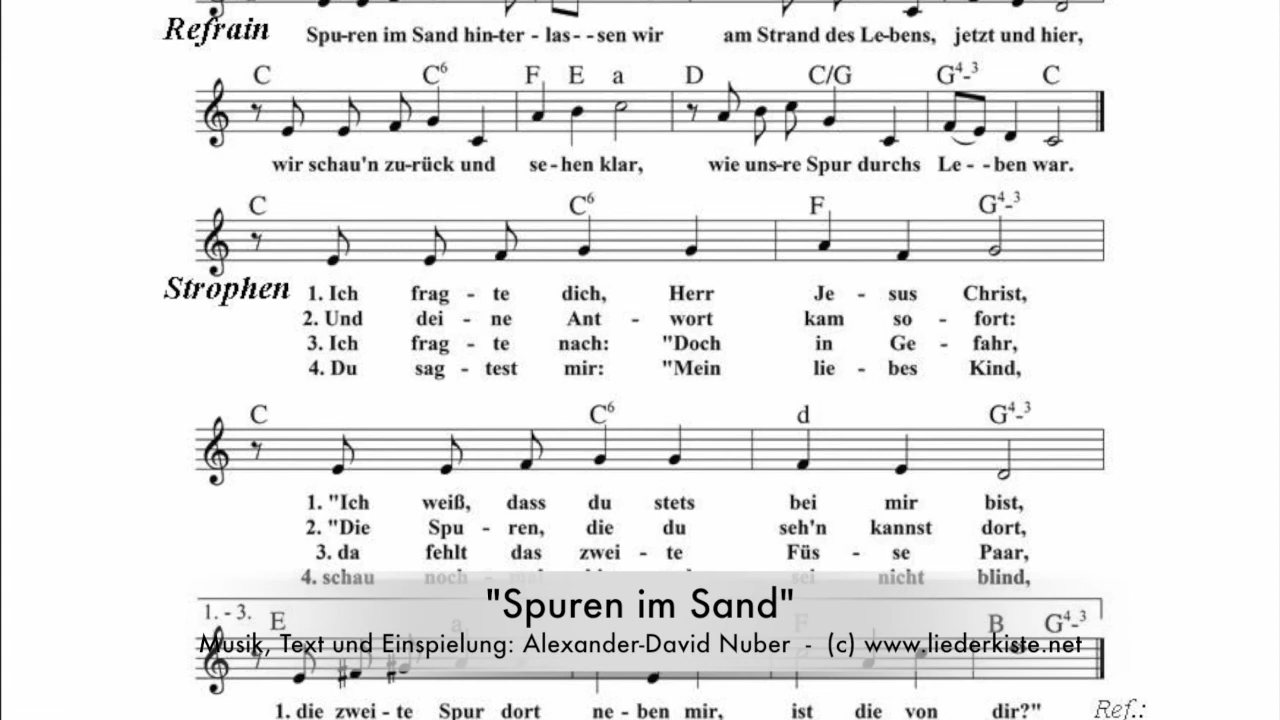 Refrain Spu-ren im Sand hin-ter - las - - sen wir am Strand des Le-bens, jetzt und hier,
C C6 F E a D C/G G4-3 C
wir schau'n zu-rück und se - hen klar, wie uns-re Spur durchs Le - - ben war.
C C6 F G4-3
Strophen 1. Ich frag - te dich, Herr Je - sus Christ,
2. Und dei - ne Ant - wort kam so - fort:
3. Ich frag - te nach: "Doch in Ge - fahr,
4. Du sag - test mir: "Mein lie - bes Kind,
C C6 d G4-3
1. "Ich weiß, dass du stets bei mir bist,
2. "Die Spu - ren, die du seh'n kannst dort,
3. da fehlt das zwei - te Füs - se Paar,
4. schau noch - mal sei nicht blind,
"Spuren im Sand"
1. - 3. E a F B G4-3
Musik, Text und Einspielung: Alexander-David Nuber - (c) www.liederkiste.net
1. die zwei - te Spur dort ne - ben mir, ist die von dir?" Ref.: